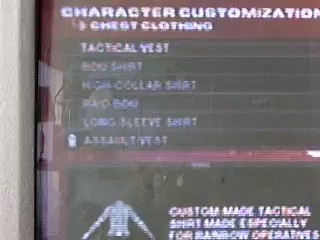 CHARACTER CUSTOMIZATION
CHEST CLOTHING
TACTICAL VEST
BDU SHIRT
HIGH-COLLAR SHIRT
RAID BDU
LONG SLEEVE SHIRT
ASSAULT VEST
CUSTOM MADE TACTICAL
SHIRT MADE ESPECIALLY
FOR RAINBOW OPERATIVES